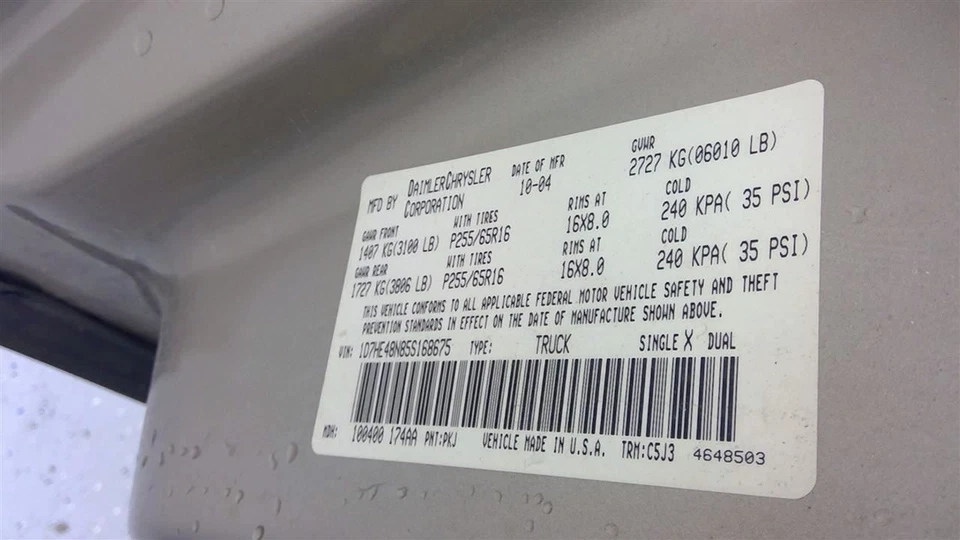 MFD BY DAIMLERCHRYSLER CORPORATION DATE OF MFR 10-04 GVWR 2727 KG(06010 LB)
GAWR FRONT WITH TIRES RIMS AT COLD
1407 KG(3100 LB) P255/65R16 16X8.0 240 KPA( 35 PSI)
GAWR REAR WITH TIRES RIMS AT COLD
1727 KG(3806 LB) P255/65R16 16X8.0 240 KPA( 35 PSI)
THIS VEHICLE CONFORMS TO ALL APPLICABLE FEDERAL MOTOR VEHICLE SAFETY AND THEFT
PREVENTION STANDARDS IN EFFECT ON THE DATE OF MANUFACTURE SHOWN ABOVE.
VIN: 1D7HE48N85S168675 TYPE: TRUCK SINGLE X DUAL
MDH: 100400 174AA PNT:PKJ VEHICLE MADE IN U.S.A. TRM:C5J3 4648503